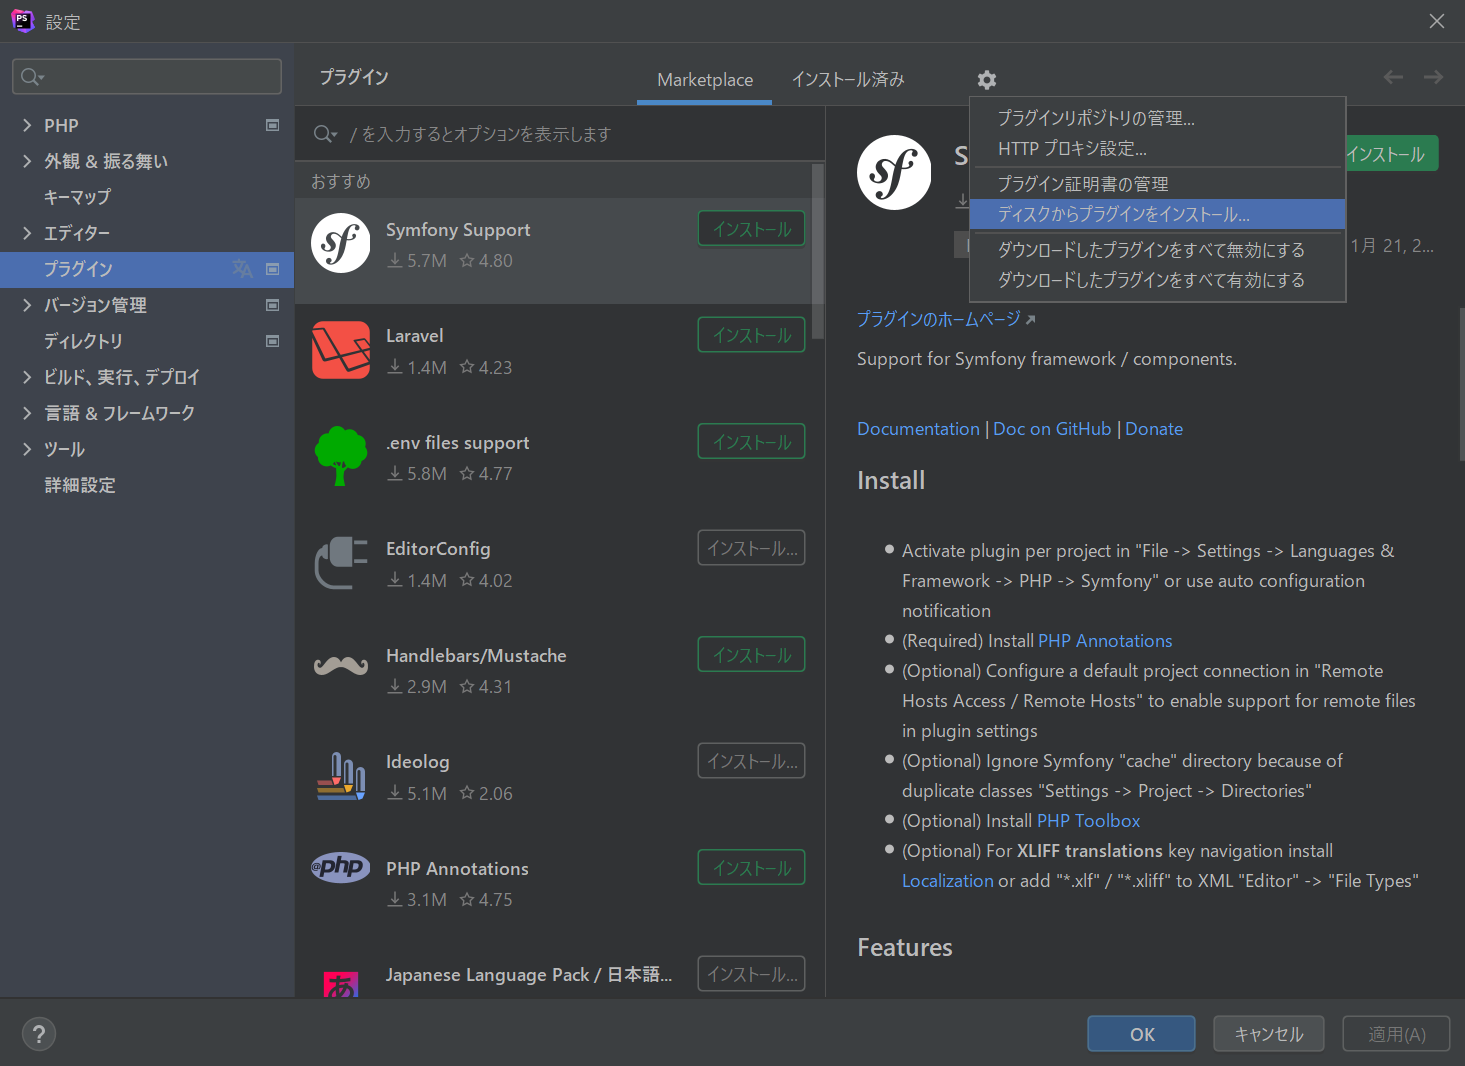 PS
設定
プラグイン
Marketplace
インストール済み
PHP
外観 & 振る舞い
キーマップ
エディター
プラグイン
バージョン管理
ディレクトリ
ビルド、実行、デプロイ
言語 & フレームワーク
ツール
詳細設定
/ を入力するとオプションを表示します
おすすめ
Symfony Support
インストール
5.7M 4.80
Laravel
インストール
1.4M 4.23
.env files support
インストール
5.8M 4.77
EditorConfig
インストール...
1.4M 4.02
Handlebars/Mustache
インストール
2.9M 4.31
Ideolog
インストール...
5.1M 2.06
@php
PHP Annotations
インストール
3.1M 4.75
あ
Japanese Language Pack / 日本語...
インストール...
プラグインリポジトリの管理...
HTTP プロキシ設定...
プラグイン証明書の管理
ディスクからプラグインをインストール...
ダウンロードしたプラグインをすべて無効にする
ダウンロードしたプラグインをすべて有効にする
sf
S
インストール
1月 21, 2...
プラグインのホームページ
Support for Symfony framework / components.
Documentation | Doc on GitHub | Donate
Install
Activate plugin per project in "File -> Settings -> Languages &
Framework -> PHP -> Symfony" or use auto configuration
notification
(Required) Install PHP Annotations
(Optional) Configure a default project connection in "Remote
Hosts Access / Remote Hosts" to enable support for remote files
in plugin settings
(Optional) Ignore Symfony "cache" directory because of
duplicate classes "Settings -> Project -> Directories"
(Optional) Install PHP Toolbox
(Optional) For XLIFF translations key navigation install
Localization or add "*.xlf" / "*.xliff" to XML "Editor" -> "File Types"
Features
?
OK
キャンセル
適用(A)